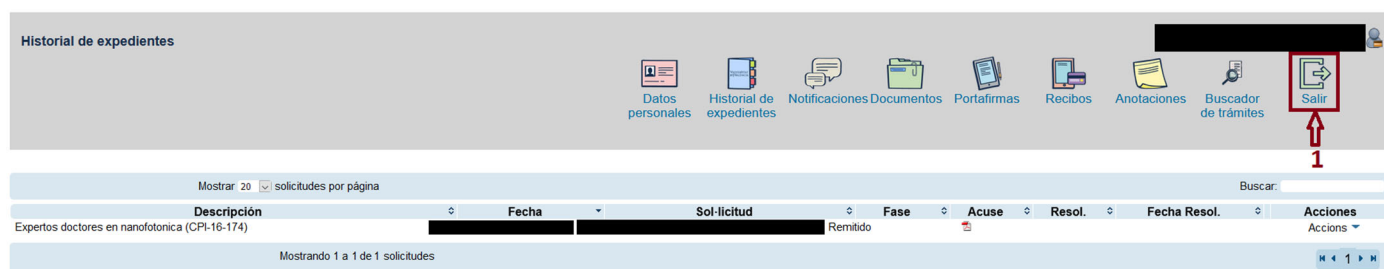 Historial de expedientes
Datos personales
Historial de expedientes
Notificaciones
Documentos
Portafirmas
Recibos
Anotaciones
Buscador de trámites
Salir
1
Mostrar 20 solicitudes por página
Buscar:
Descripción Fecha Sol·licitud Fase Acuse Resol. Fecha Resol. Acciones
Expertos doctores en nanofotonica (CPI-16-174) Remitido Accions
Mostrando 1 a 1 de 1 solicitudes
1